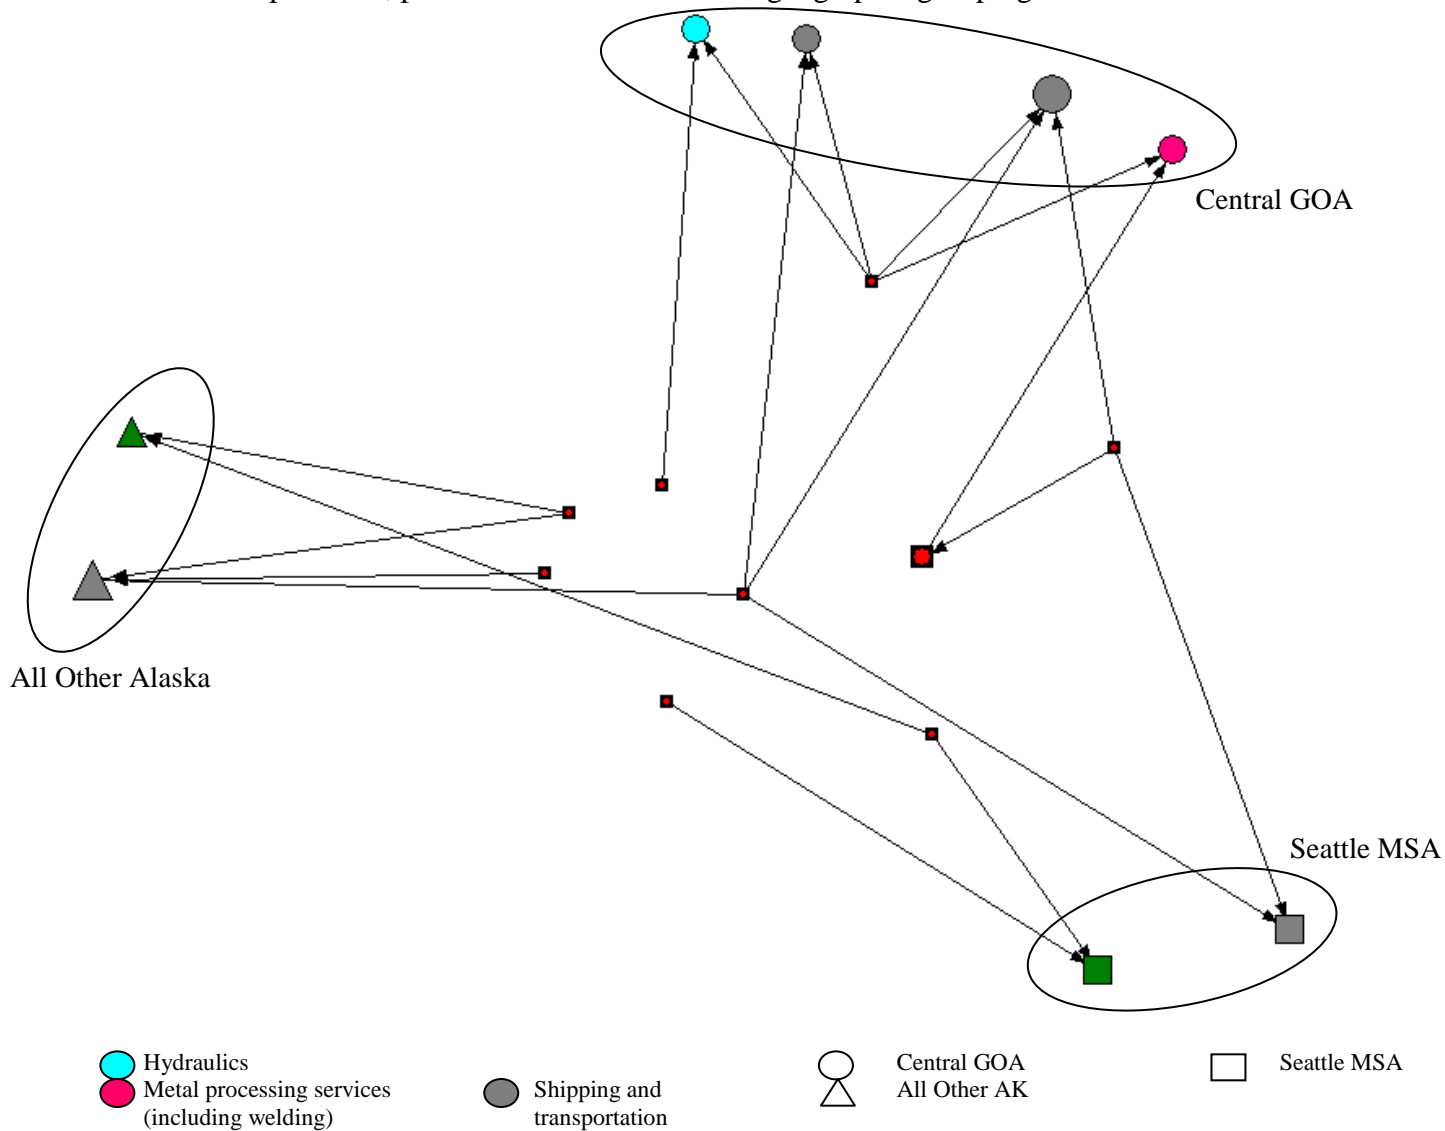 Central GOA
All Other Alaska
Seattle MSA
Hydraulics
Metal processing services
(including welding)
Shipping and
transportation
Central GOA
All Other AK
Seattle MSA